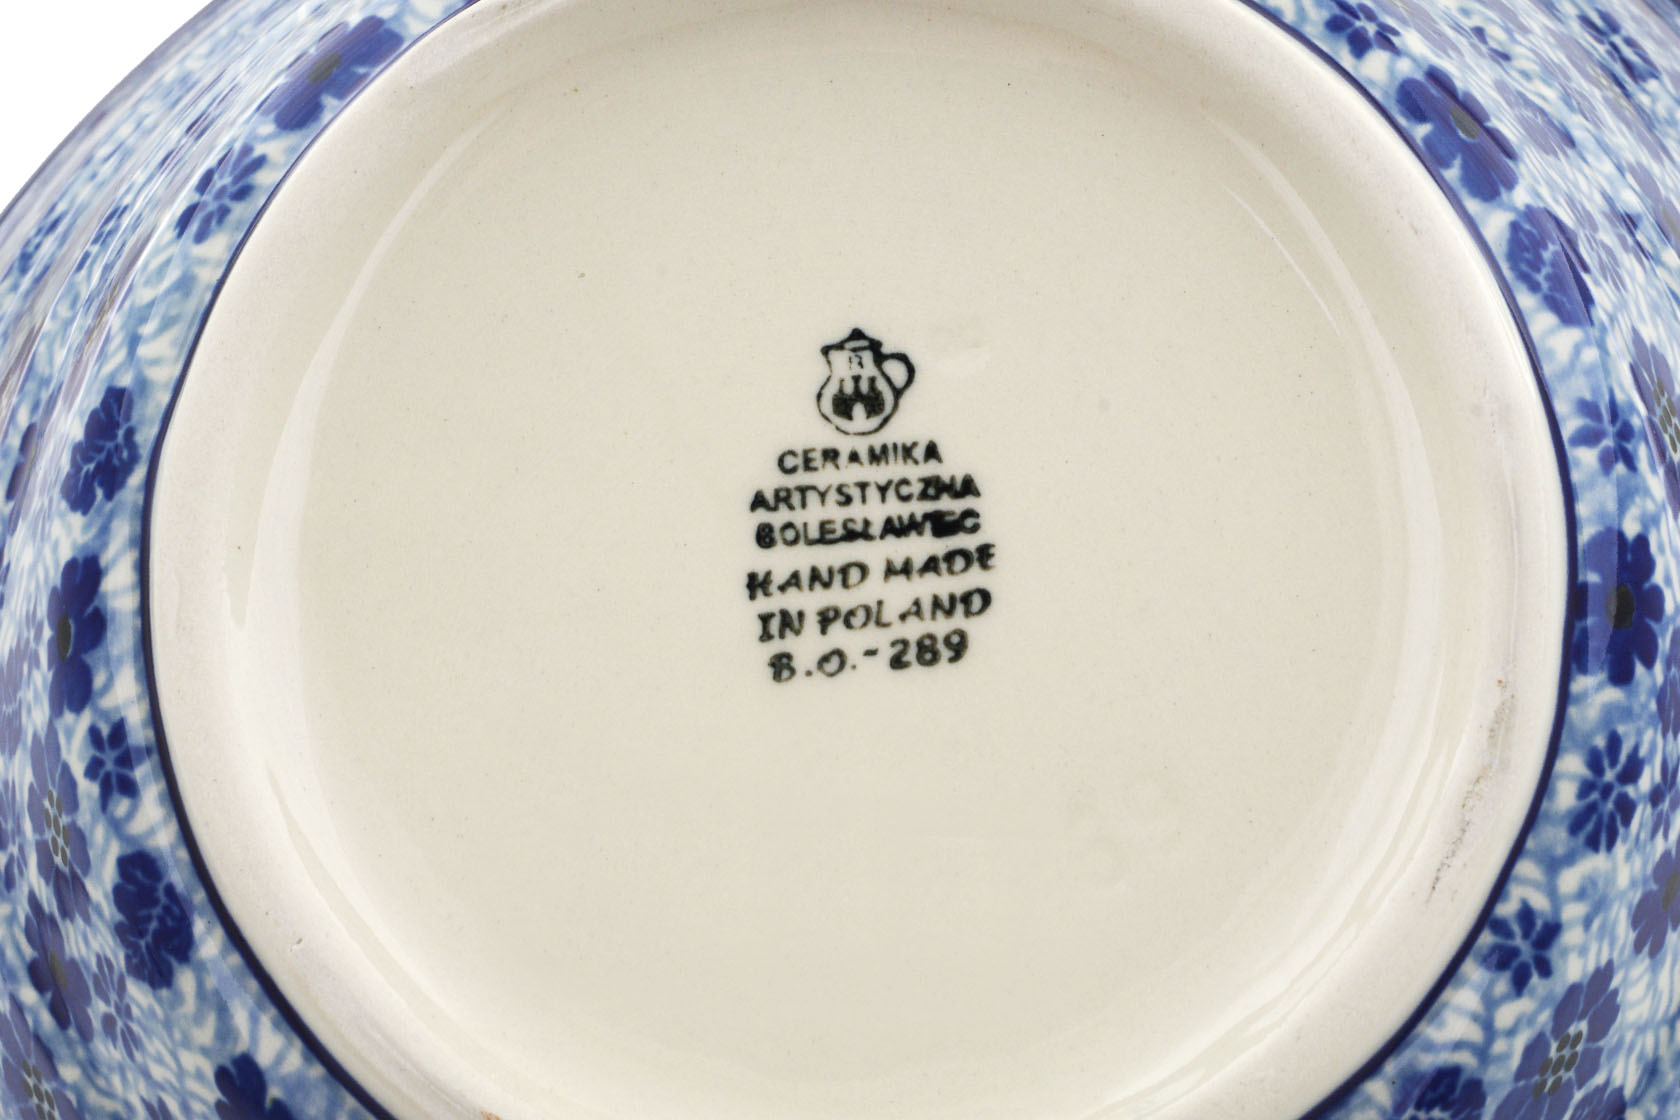 CERAMIKA
ARTYSTYCZNA
BOLESŁAWIEC
HAND MADE
IN POLAND
B.O.-289